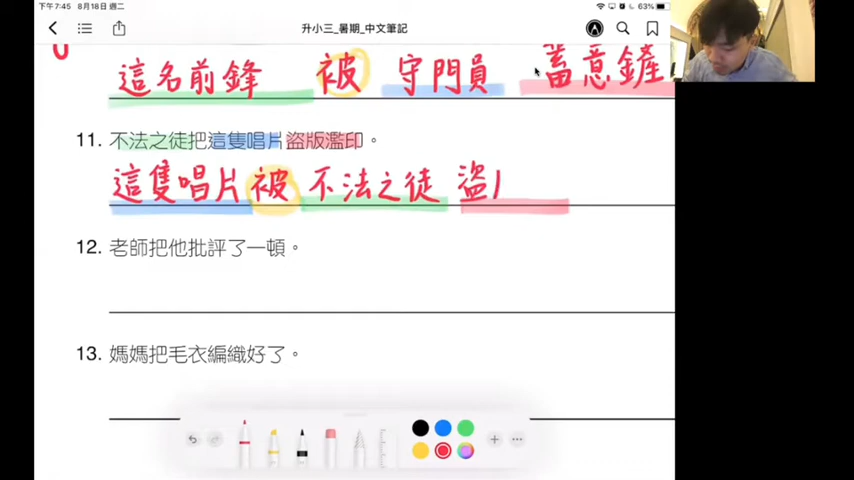 下午7:45 8月18日 週二 63%
升小三_暑期_中文筆記
這名前鋒 被 守門員 蓄意鏟
11. 不法之徒把這隻唱片盜版濫印。
這隻唱片被 不法之徒 盜
12. 老師把他批評了一頓。
13. 媽媽把毛衣編織好了。